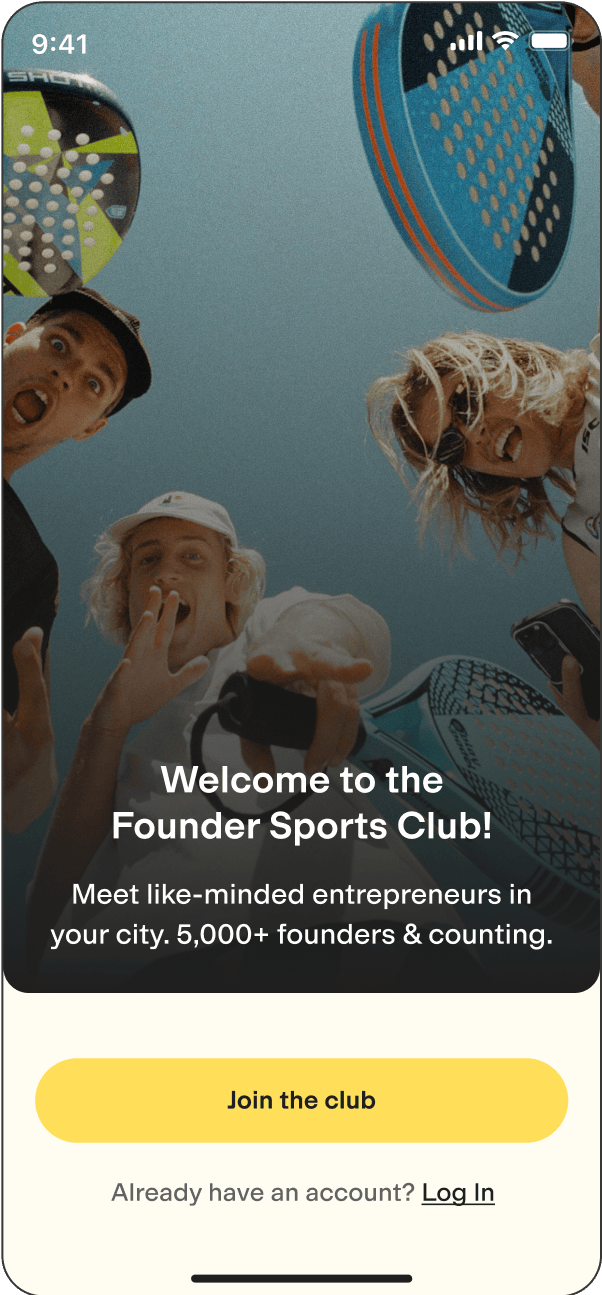 9:41
SHOT
Welcome to the
Founder Sports Club!
Meet like-minded entrepreneurs in
your city. 5,000+ founders & counting.
Join the club
Already have an account? Log In